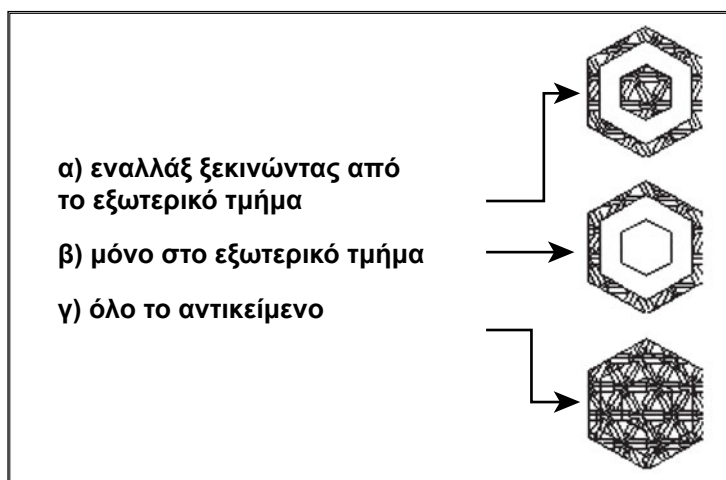 α) εναλλάξ ξεκινώντας από
το εξωτερικό τμήμα
β) μόνο στο εξωτερικό τμήμα
γ) όλο το αντικείμενο